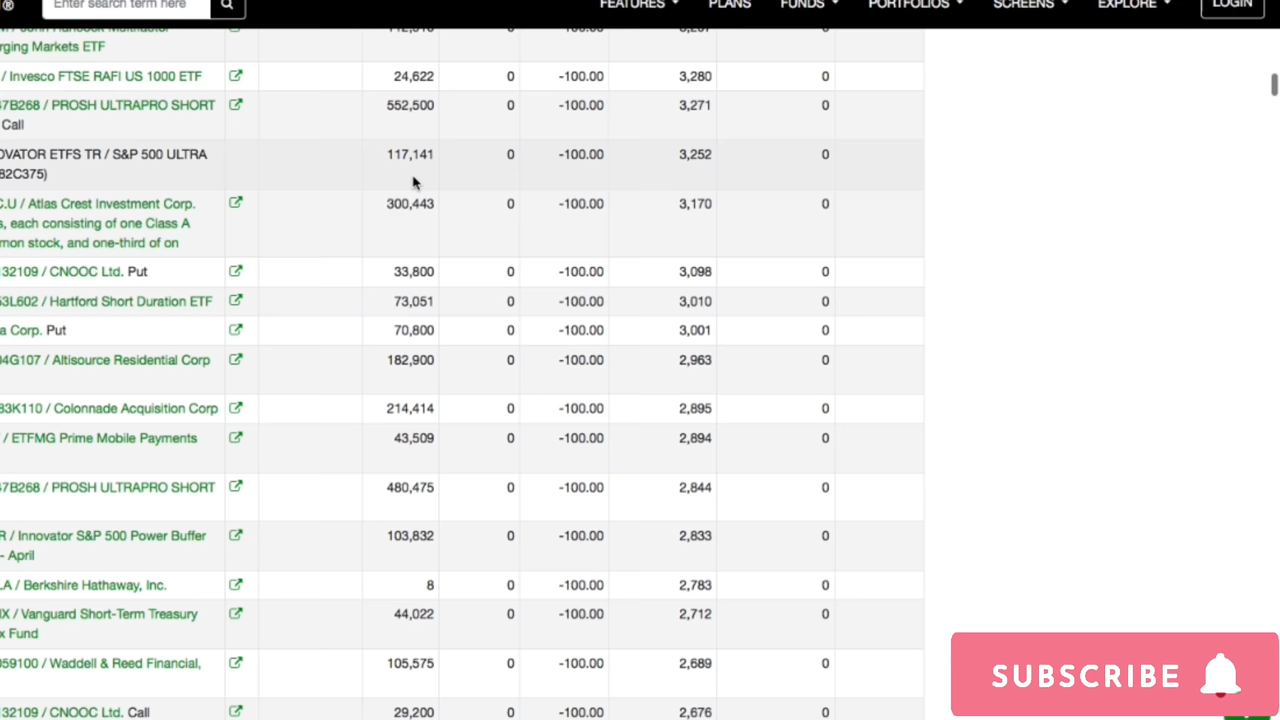 ®
Enter search term here
FEATURES
PLANS
FUNDS
PORTFOLIOS
SCREENS
EXPLORE
LOGIN
rging Markets ETF
/ Invesco FTSE RAFI US 1000 ETF 24,622 0 -100.00 3,280 0
47B268 / PROSH ULTRAPRO SHORT 552,500 0 -100.00 3,271 0
Call
OVATOR ETFS TR / S&P 500 ULTRA 117,141 0 -100.00 3,252 0
82C375)
C.U / Atlas Crest Investment Corp. 300,443 0 -100.00 3,170 0
s, each consisting of one Class A
mon stock, and one-third of on
132109 / CNOOC Ltd. Put 33,800 0 -100.00 3,098 0
53L602 / Hartford Short Duration ETF 73,051 0 -100.00 3,010 0
a Corp. Put 70,800 0 -100.00 3,001 0
04G107 / Altisource Residential Corp 182,900 0 -100.00 2,963 0
83K110 / Colonnade Acquisition Corp 214,414 0 -100.00 2,895 0
/ ETFMG Prime Mobile Payments 43,509 0 -100.00 2,894 0
47B268 / PROSH ULTRAPRO SHORT 480,475 0 -100.00 2,844 0
R / Innovator S&P 500 Power Buffer 103,832 0 -100.00 2,833 0
- April
.A / Berkshire Hathaway, Inc. 8 0 -100.00 2,783 0
IX / Vanguard Short-Term Treasury 44,022 0 -100.00 2,712 0
x Fund
059100 / Waddell & Reed Financial, 105,575 0 -100.00 2,689 0
132109 / CNOOC Ltd. Call 29,200 0 -100.00 2,676 0
SUBSCRIBE